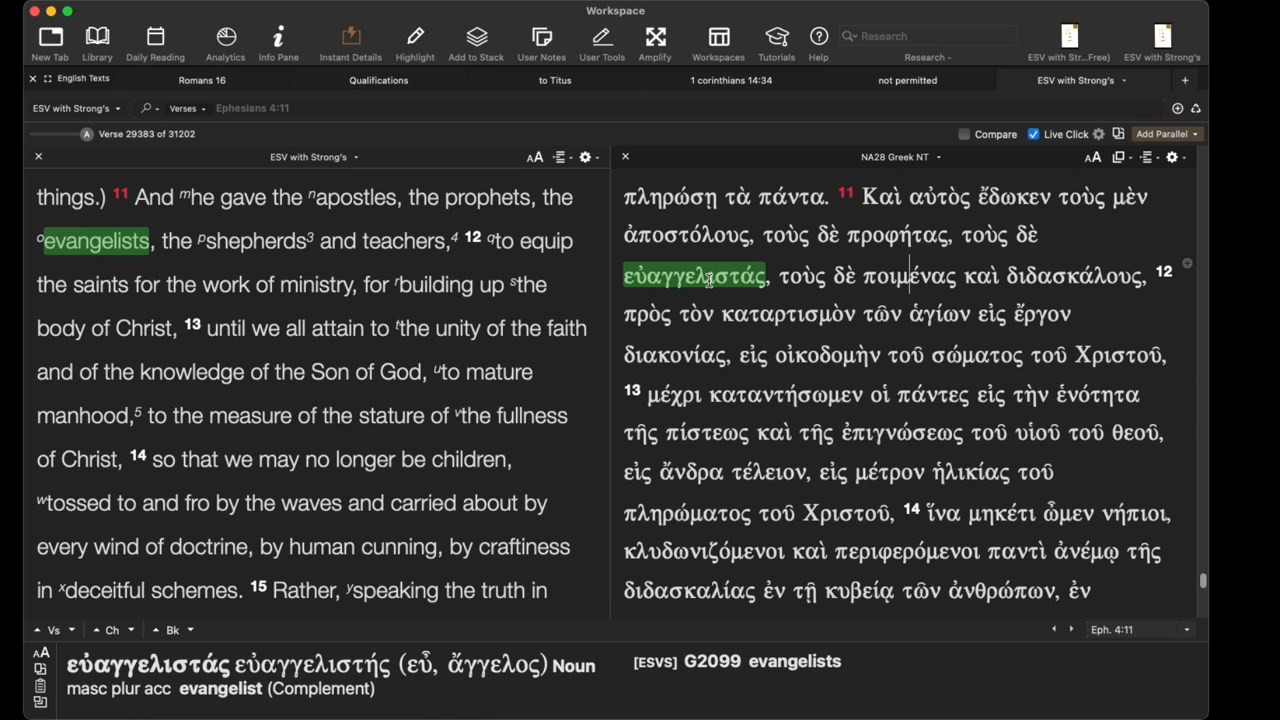 Workspace
New Tab Library Daily Reading Analytics Info Pane Instant Details Highlight Add to Stack User Notes User Tools Amplify Workspaces Tutorials Help Research ESV with Str...Free) ESV with Strong's
Research
English Texts Romans 16 Qualifications to Titus 1 corinthians 14:34 not permitted ESV with Strong's
ESV with Strong's Verses Ephesians 4:11
A Verse 29383 of 31202 Compare Live Click Add Parallel
ESV with Strong's AA
things.) 11 And ᵐhe gave the ⁿapostles, the prophets, the
ᵒevangelists, the ᵖshepherds³ and teachers,⁴ 12 qto equip
the saints for the work of ministry, for ʳbuilding up ˢthe
body of Christ, 13 until we all attain to ᵗthe unity of the faith
and of the knowledge of the Son of God, ᵘto mature
manhood,⁵ to the measure of the stature of ᵛthe fullness
of Christ, 14 so that we may no longer be children,
ʷtossed to and fro by the waves and carried about by
every wind of doctrine, by human cunning, by craftiness
in ˣdeceitful schemes. 15 Rather, ʸspeaking the truth in
NA28 Greek NT AA
πληρώσῃ τὰ πάντα. 11 Καὶ αὐτὸς ἔδωκεν τοὺς μὲν
ἀποστόλους, τοὺς δὲ προφήτας, τοὺς δὲ
εὐαγγελιστάς, τοὺς δὲ ποιμένας καὶ διδασκάλους, 12
πρὸς τὸν καταρτισμὸν τῶν ἁγίων εἰς ἔργον
διακονίας, εἰς οἰκοδομὴν τοῦ σώματος τοῦ Χριστοῦ,
13 μέχρι καταντήσωμεν οἱ πάντες εἰς τὴν ἑνότητα
τῆς πίστεως καὶ τῆς ἐπιγνώσεως τοῦ υἱοῦ τοῦ θεοῦ,
εἰς ἄνδρα τέλειον, εἰς μέτρον ἡλικίας τοῦ
πληρώματος τοῦ Χριστοῦ, 14 ἵνα μηκέτι ὦμεν νήπιοι,
κλυδωνιζόμενοι καὶ περιφερόμενοι παντὶ ἀνέμῳ τῆς
διδασκαλίας ἐν τῇ κυβείᾳ τῶν ἀνθρώπων, ἐν
Vs Ch Bk Eph. 4:11
AA εὐαγγελιστάς εὐαγγελιστής (εὖ, ἄγγελος) Noun
masc plur acc evangelist (Complement)
[ESVS] G2099 evangelists